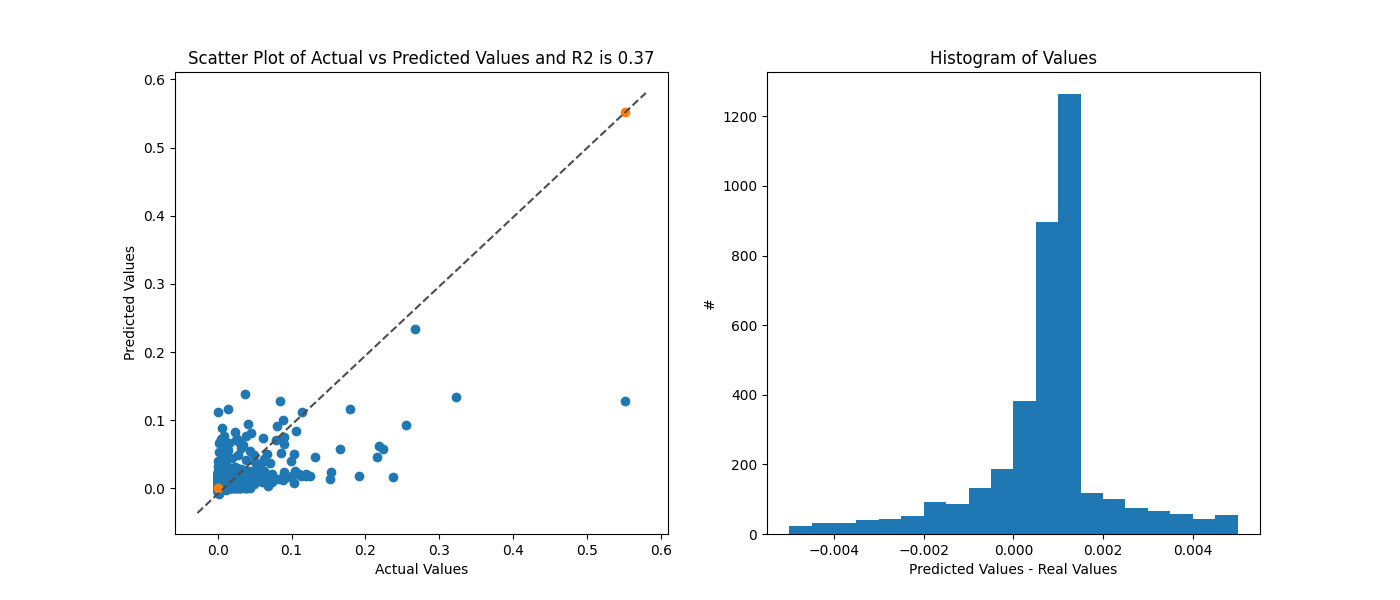 Scatter Plot of Actual vs Predicted Values and R2 is 0.37
0.6
0.5
0.4
0.3
0.2
0.1
0.0
Predicted Values
0.0 0.1 0.2 0.3 0.4 0.5 0.6
Actual Values
Histogram of Values
1200
1000
800
600
400
200
0
#
−0.004 −0.002 0.000 0.002 0.004
Predicted Values - Real Values